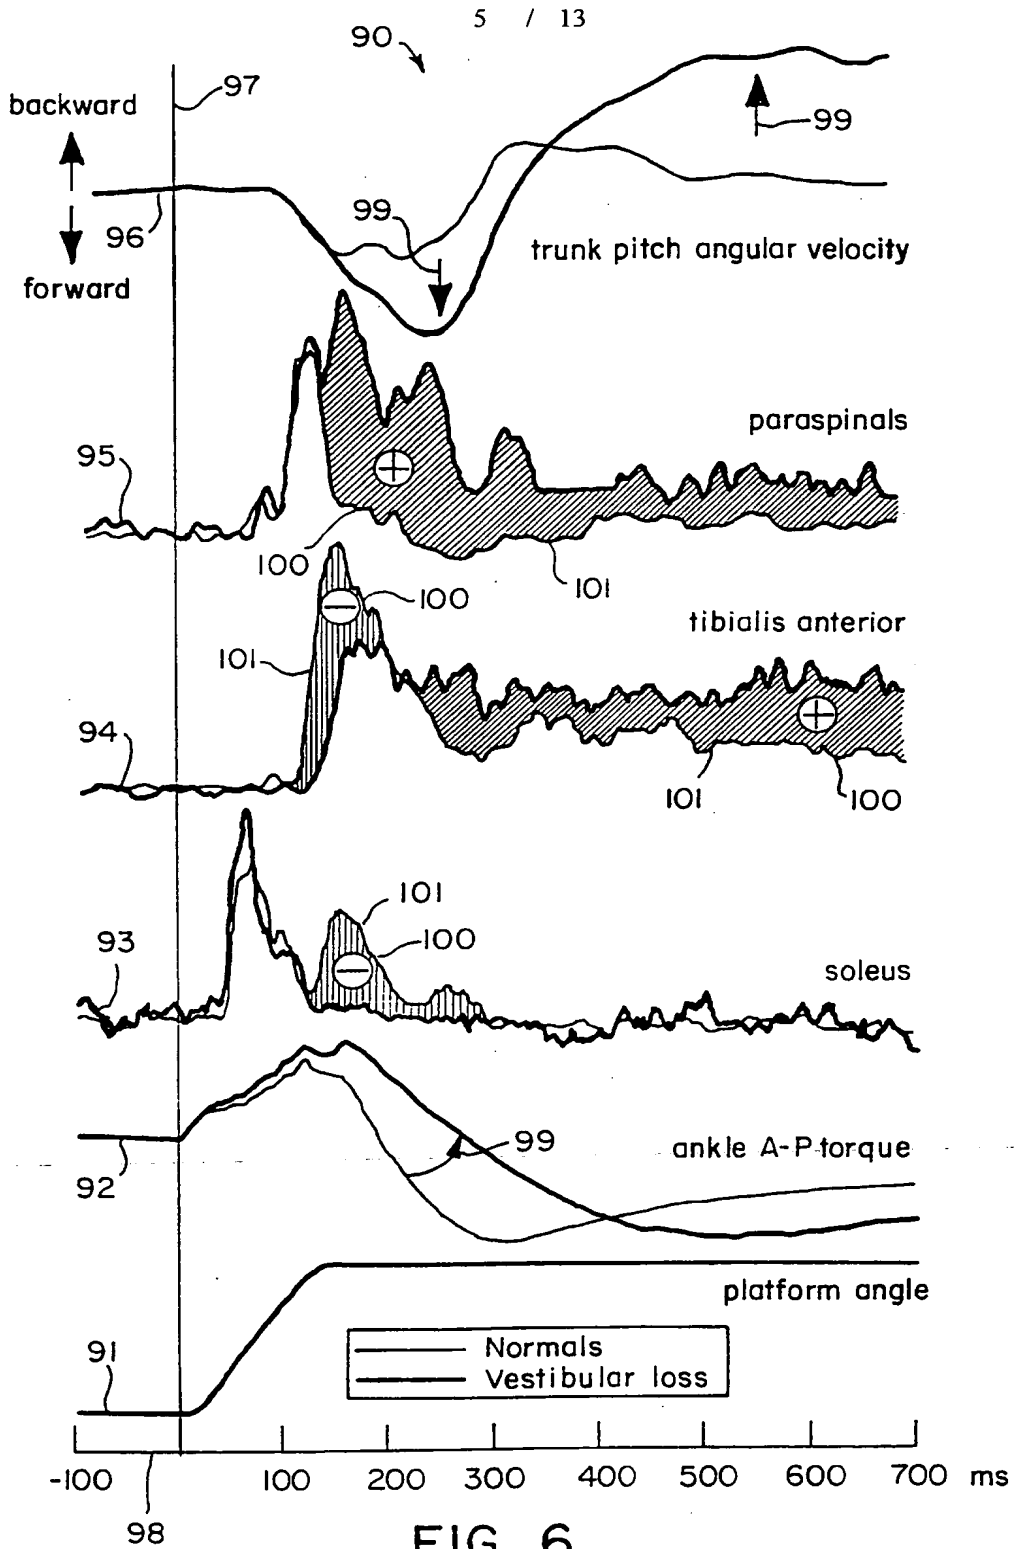 5 / 13
90
97
backward
99
99
96
trunk pitch angular velocity
forward
paraspinals
95
+
100
101
−
100
tibialis anterior
101
+
94
101
100
101
100
93
−
soleus
99
ankle A-P torque
92
platform angle
91
Normals
Vestibular loss
-100 100 200 300 400 500 600 700 ms
98
FIG. 6